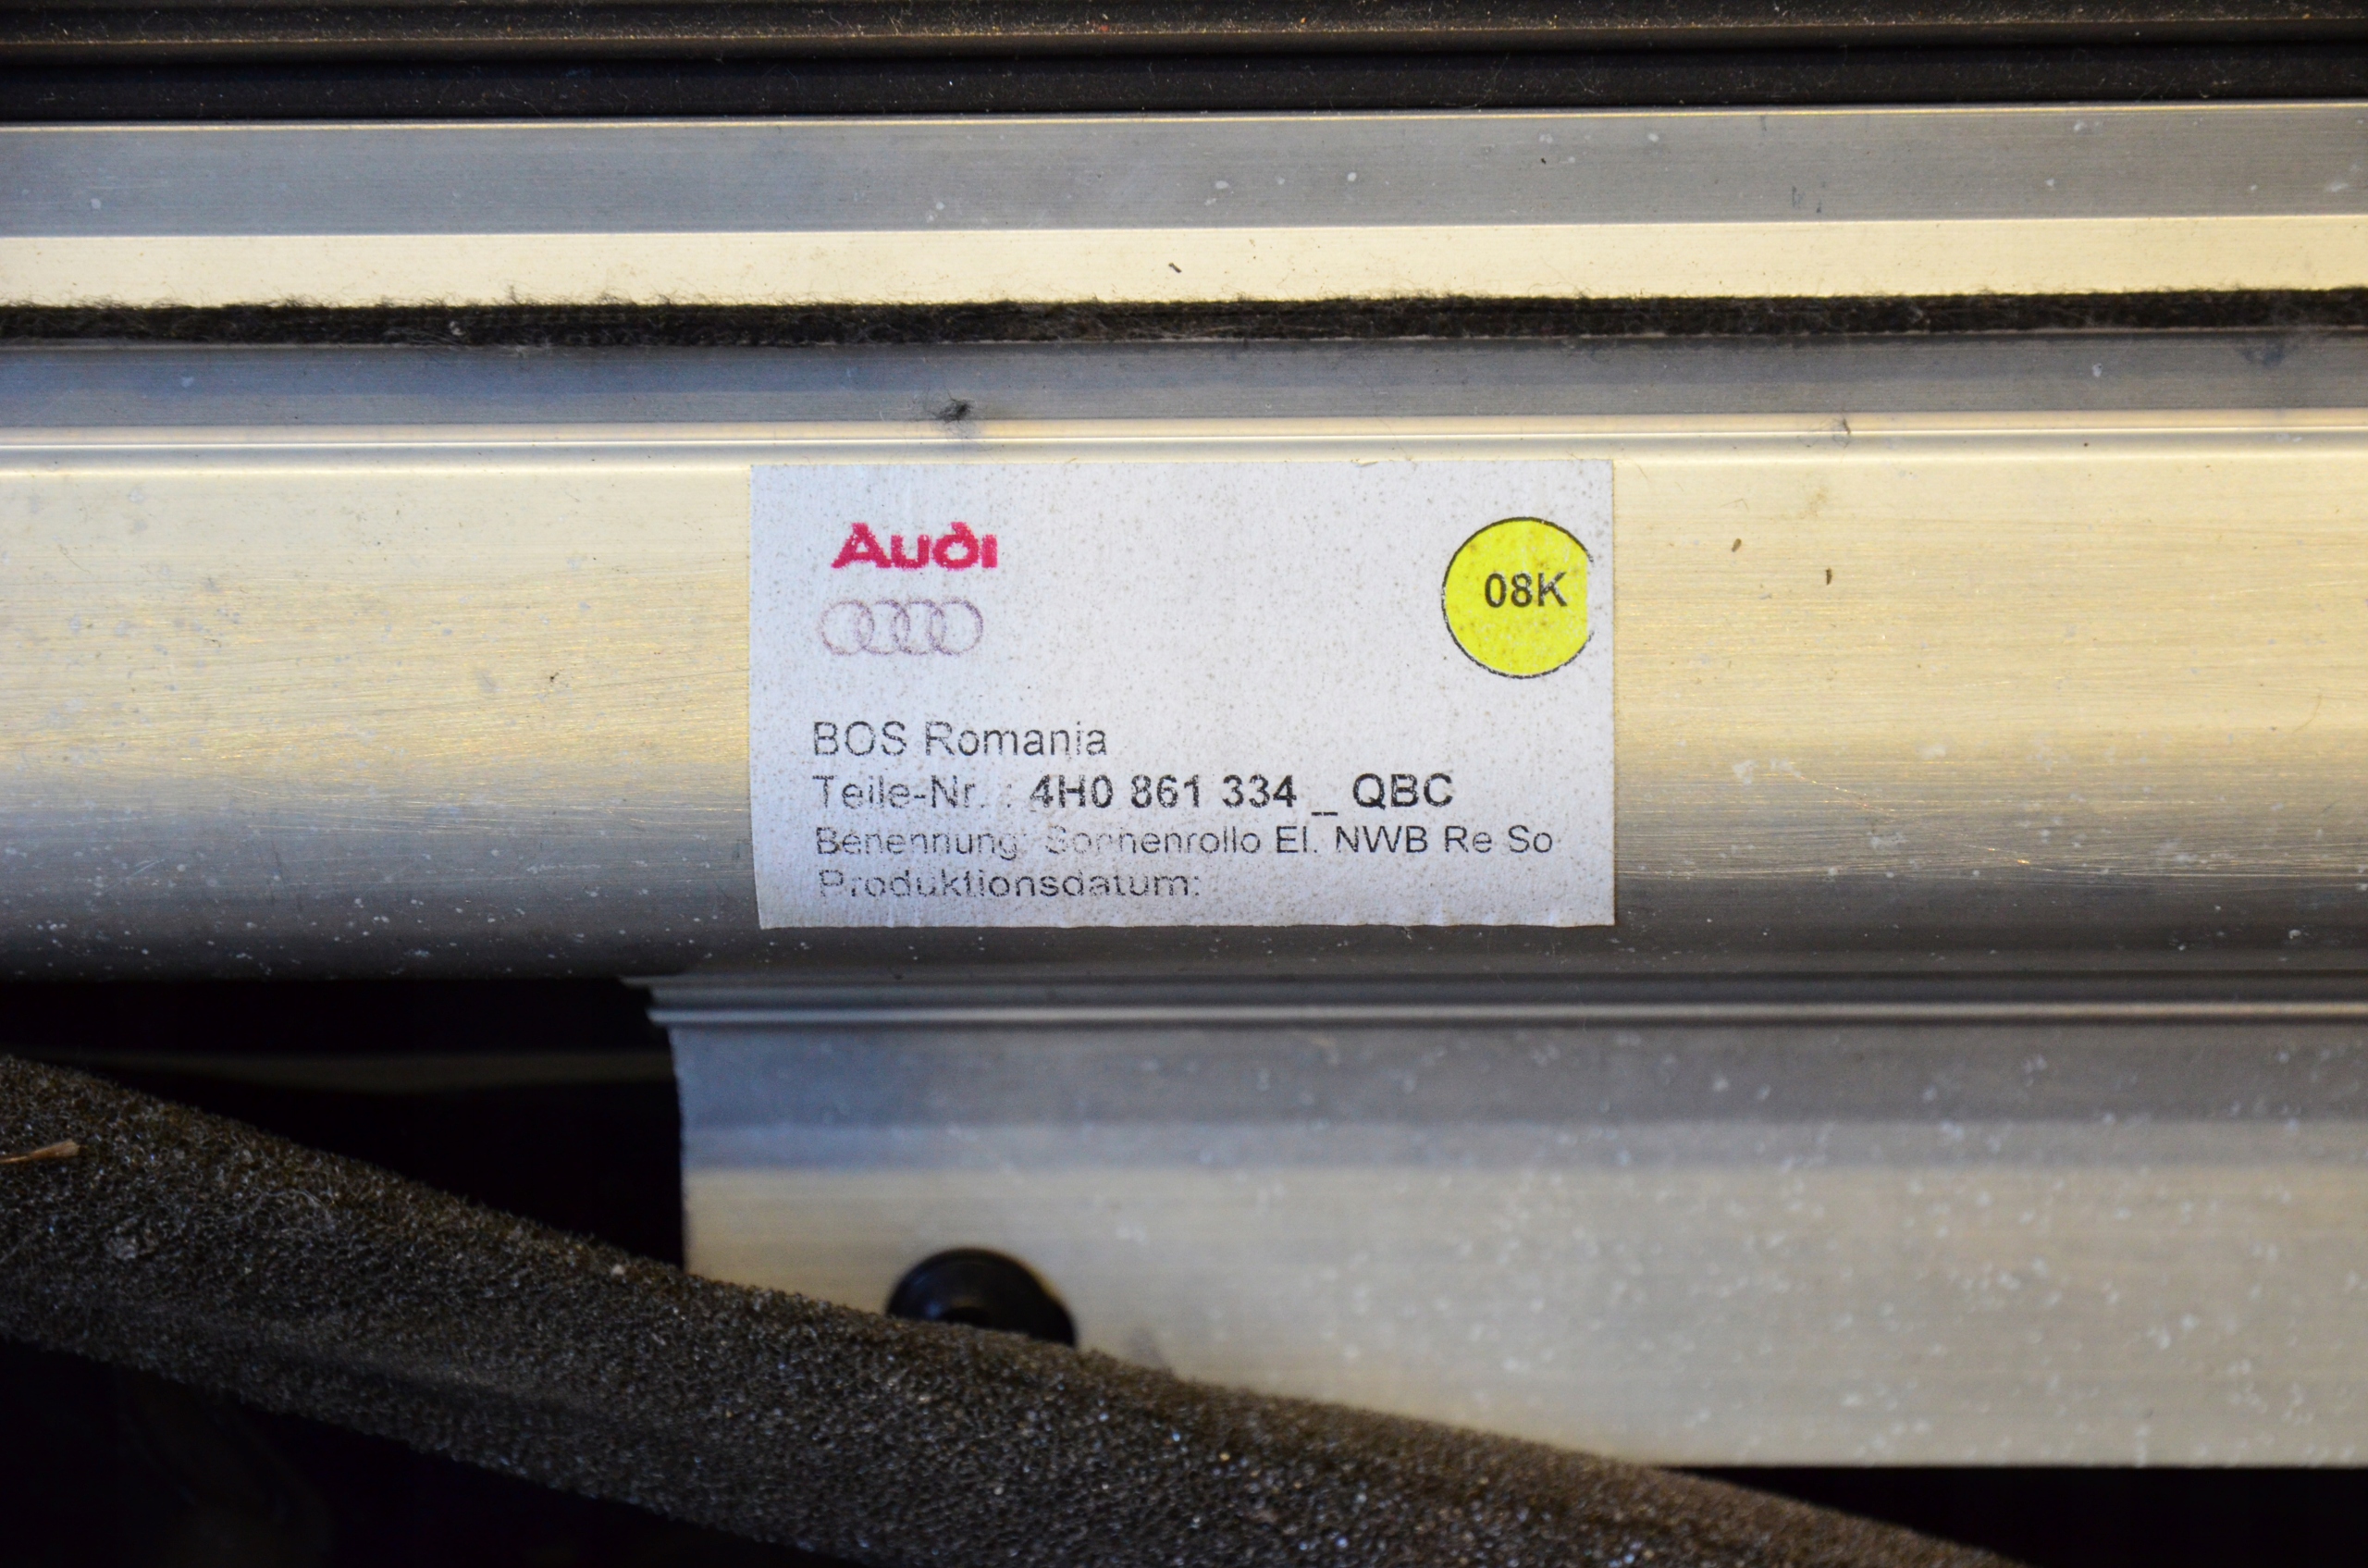 Audi
08K
BOS Romania
Teile-Nr. : 4H0 861 334 _ QBC
Benennung: Sonnenrollo El. NWB Re So
Produktionsdatum: